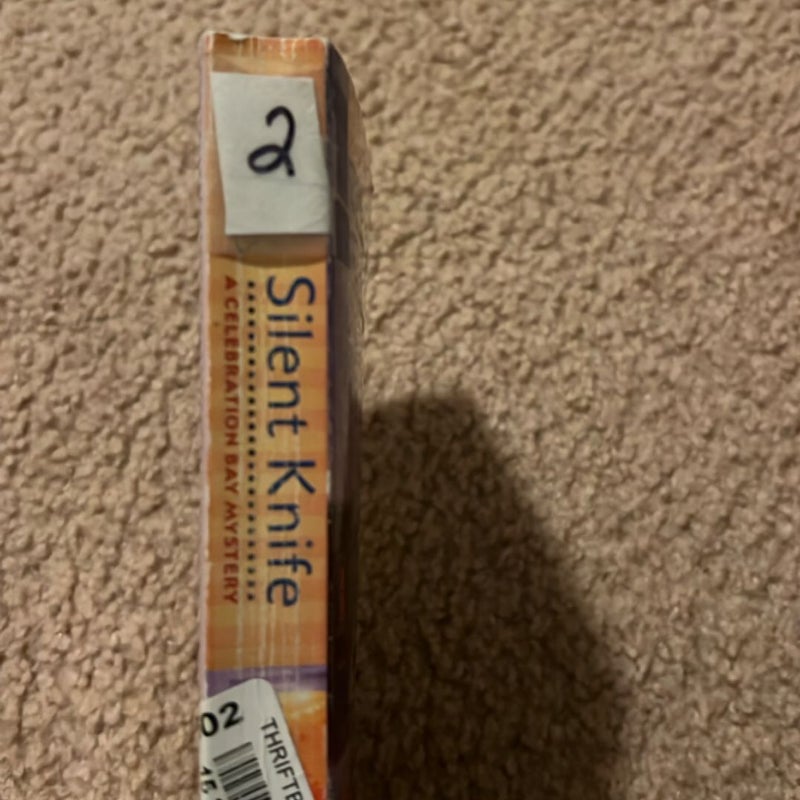 2
Silent Knife
A CELEBRATION BAY MYSTERY
02
THRIFTB